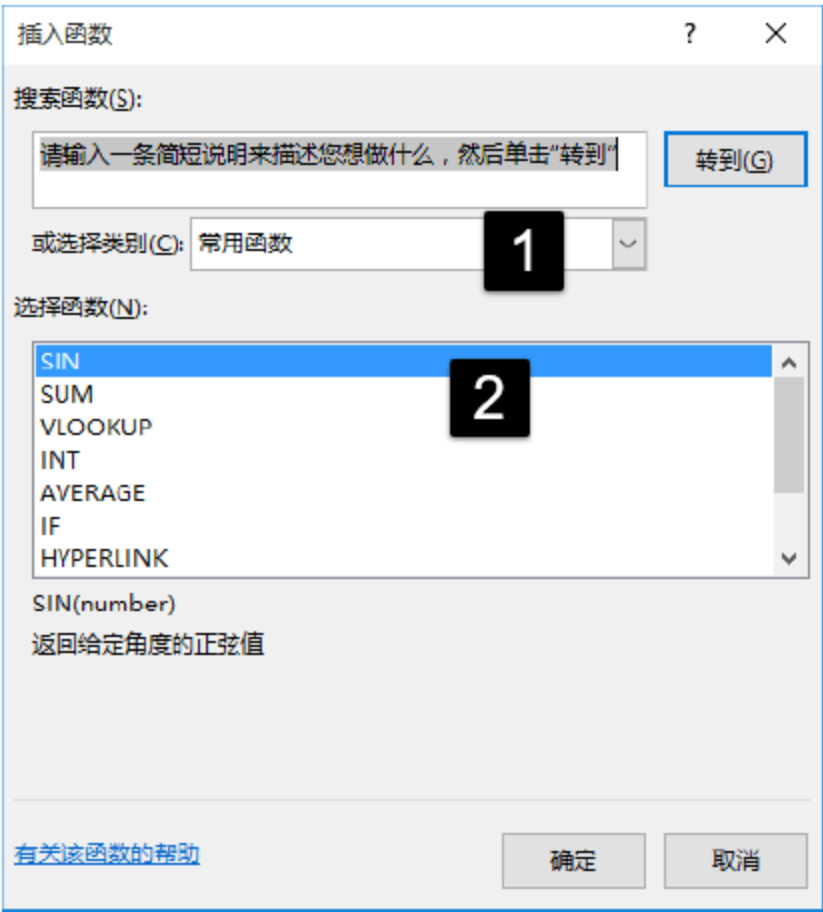 插入函数 ?
搜索函数(S):
请输入一条简短说明来描述您想做什么，然后单击"转到"
转到(G)
或选择类别(C): 常用函数
1
选择函数(N):
SIN
2
SUM
VLOOKUP
INT
AVERAGE
IF
HYPERLINK
SIN(number)
返回给定角度的正弦值
有关该函数的帮助
确定
取消